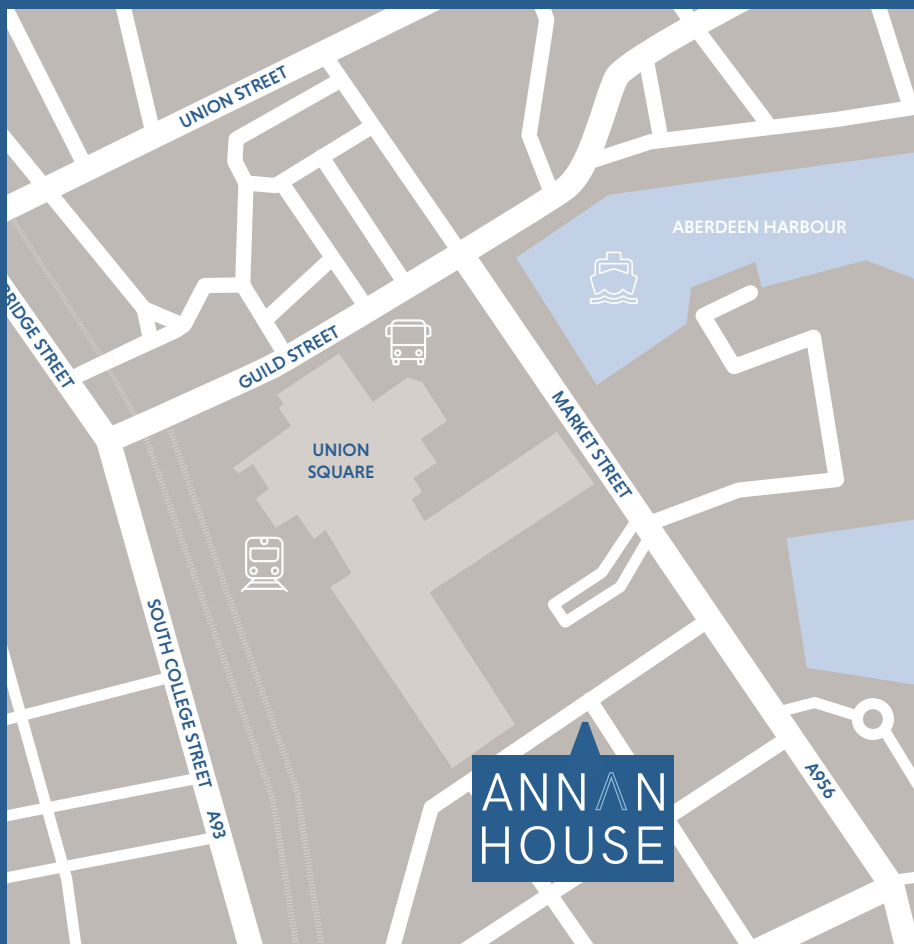 UNION STREET
ABERDEEN HARBOUR
BRIDGE STREET
GUILD STREET
MARKET STREET
UNION
SQUARE
SOUTH COLLEGE STREET
A93
A956
ANNAN
HOUSE